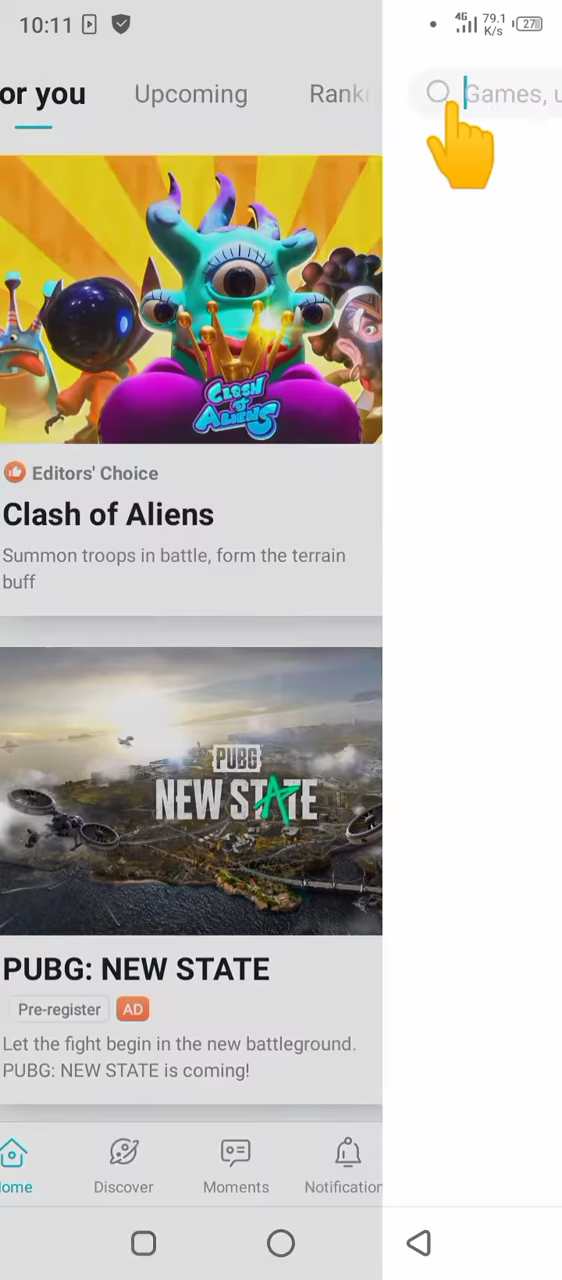 10:11
4G
79.1
K/s
27
or you
Upcoming
Ranki
Games, u
CLASH
OF
ALIENS
Editors' Choice
Clash of Aliens
Summon troops in battle, form the terrain
buff
PUBG
NEW STATE
PUBG: NEW STATE
Pre-register
AD
Let the fight begin in the new battleground.
PUBG: NEW STATE is coming!
ome
Discover
Moments
Notification